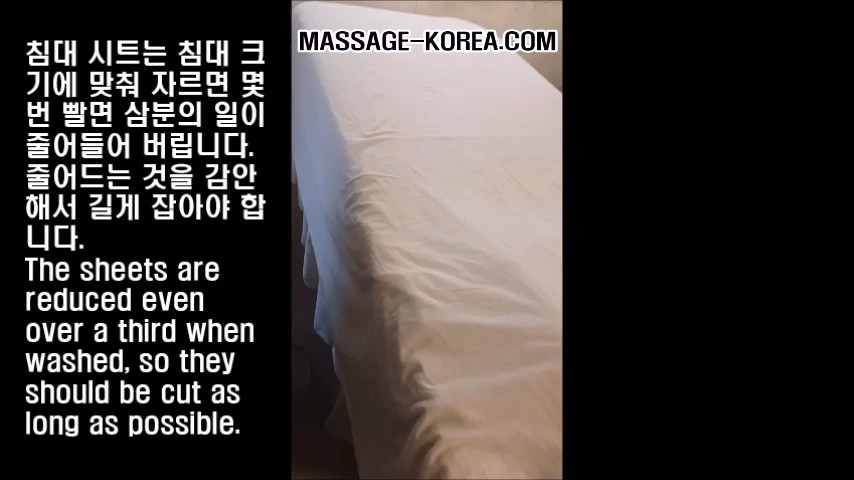 MASSAGE-KOREA.COM
침대 시트는 침대 크
기에 맞춰 자르면 몇
번 빨면 삼분의 일이
줄어들어 버립니다.
줄어드는 것을 감안
해서 길게 잡아야 합
니다.
The sheets are
reduced even
over a third when
washed, so they
should be cut as
long as possible.